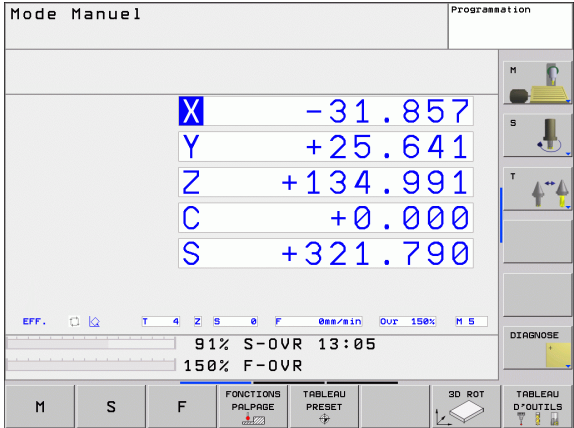 Mode Manuel
Programmation
M
X -31.857
S
Y +25.641
Z +134.991
T
C +0.000
S +321.790
EFF. T 4 Z S 0 F 0mm/min Ovr 150% M 5
91% S-OVR 13:05
DIAGNOSE
150% F-OVR
M
S
F
FONCTIONS
PALPAGE
TABLEAU
PRESET
3D ROT
TABLEAU
D'OUTILS